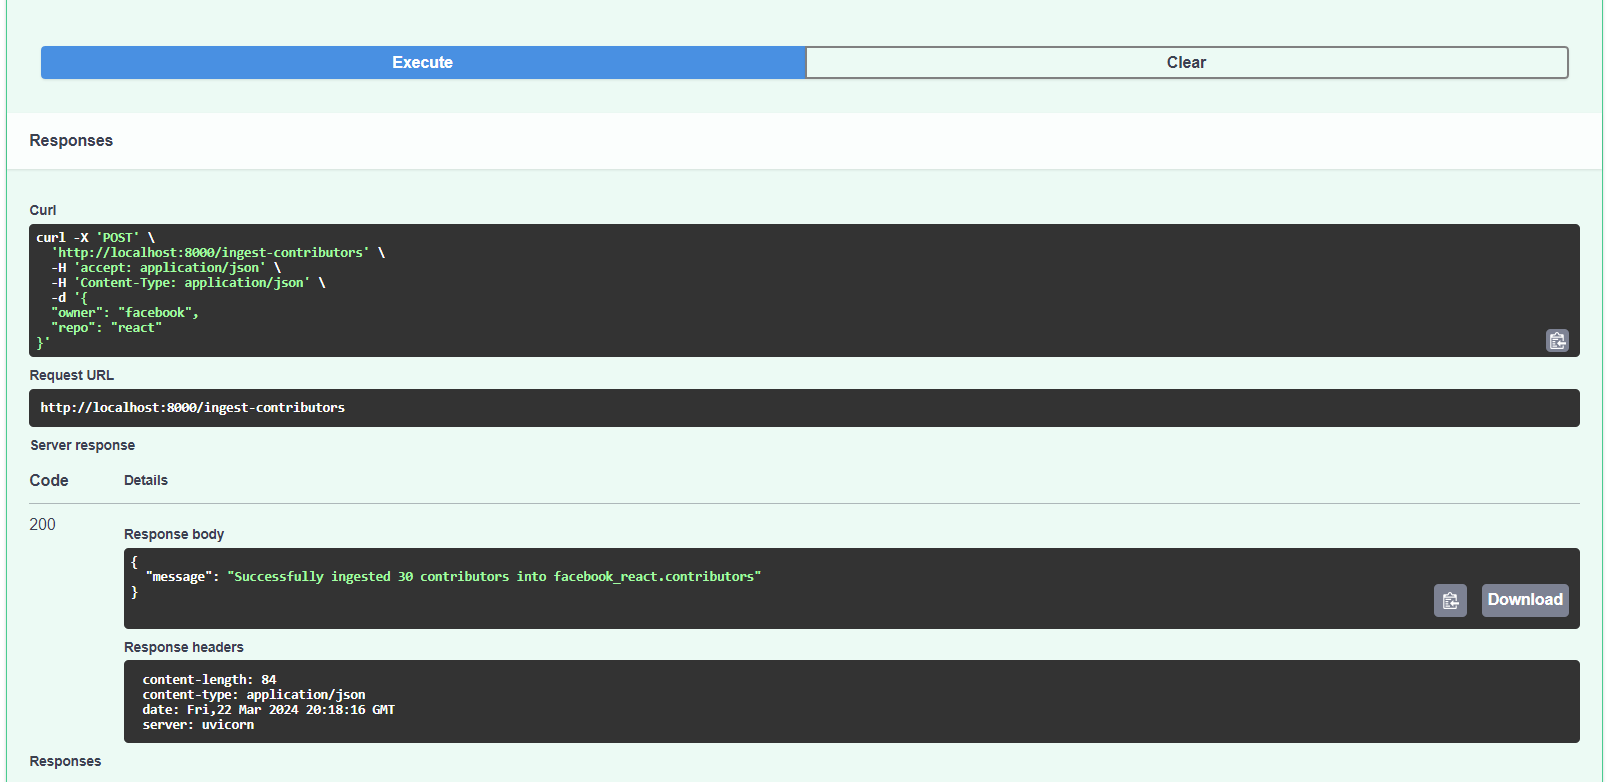 Execute
Clear
Responses
Curl
curl -X 'POST' \
  'http://localhost:8000/ingest-contributors' \
  -H 'accept: application/json' \
  -H 'Content-Type: application/json' \
  -d '{
  "owner": "facebook",
  "repo": "react"
}'
Request URL
http://localhost:8000/ingest-contributors
Server response
Code Details
200
Response body
{
  "message": "Successfully ingested 30 contributors into facebook_react.contributors"
}
Download
Response headers
content-length: 84
content-type: application/json
date: Fri,22 Mar 2024 20:18:16 GMT
server: uvicorn
Responses